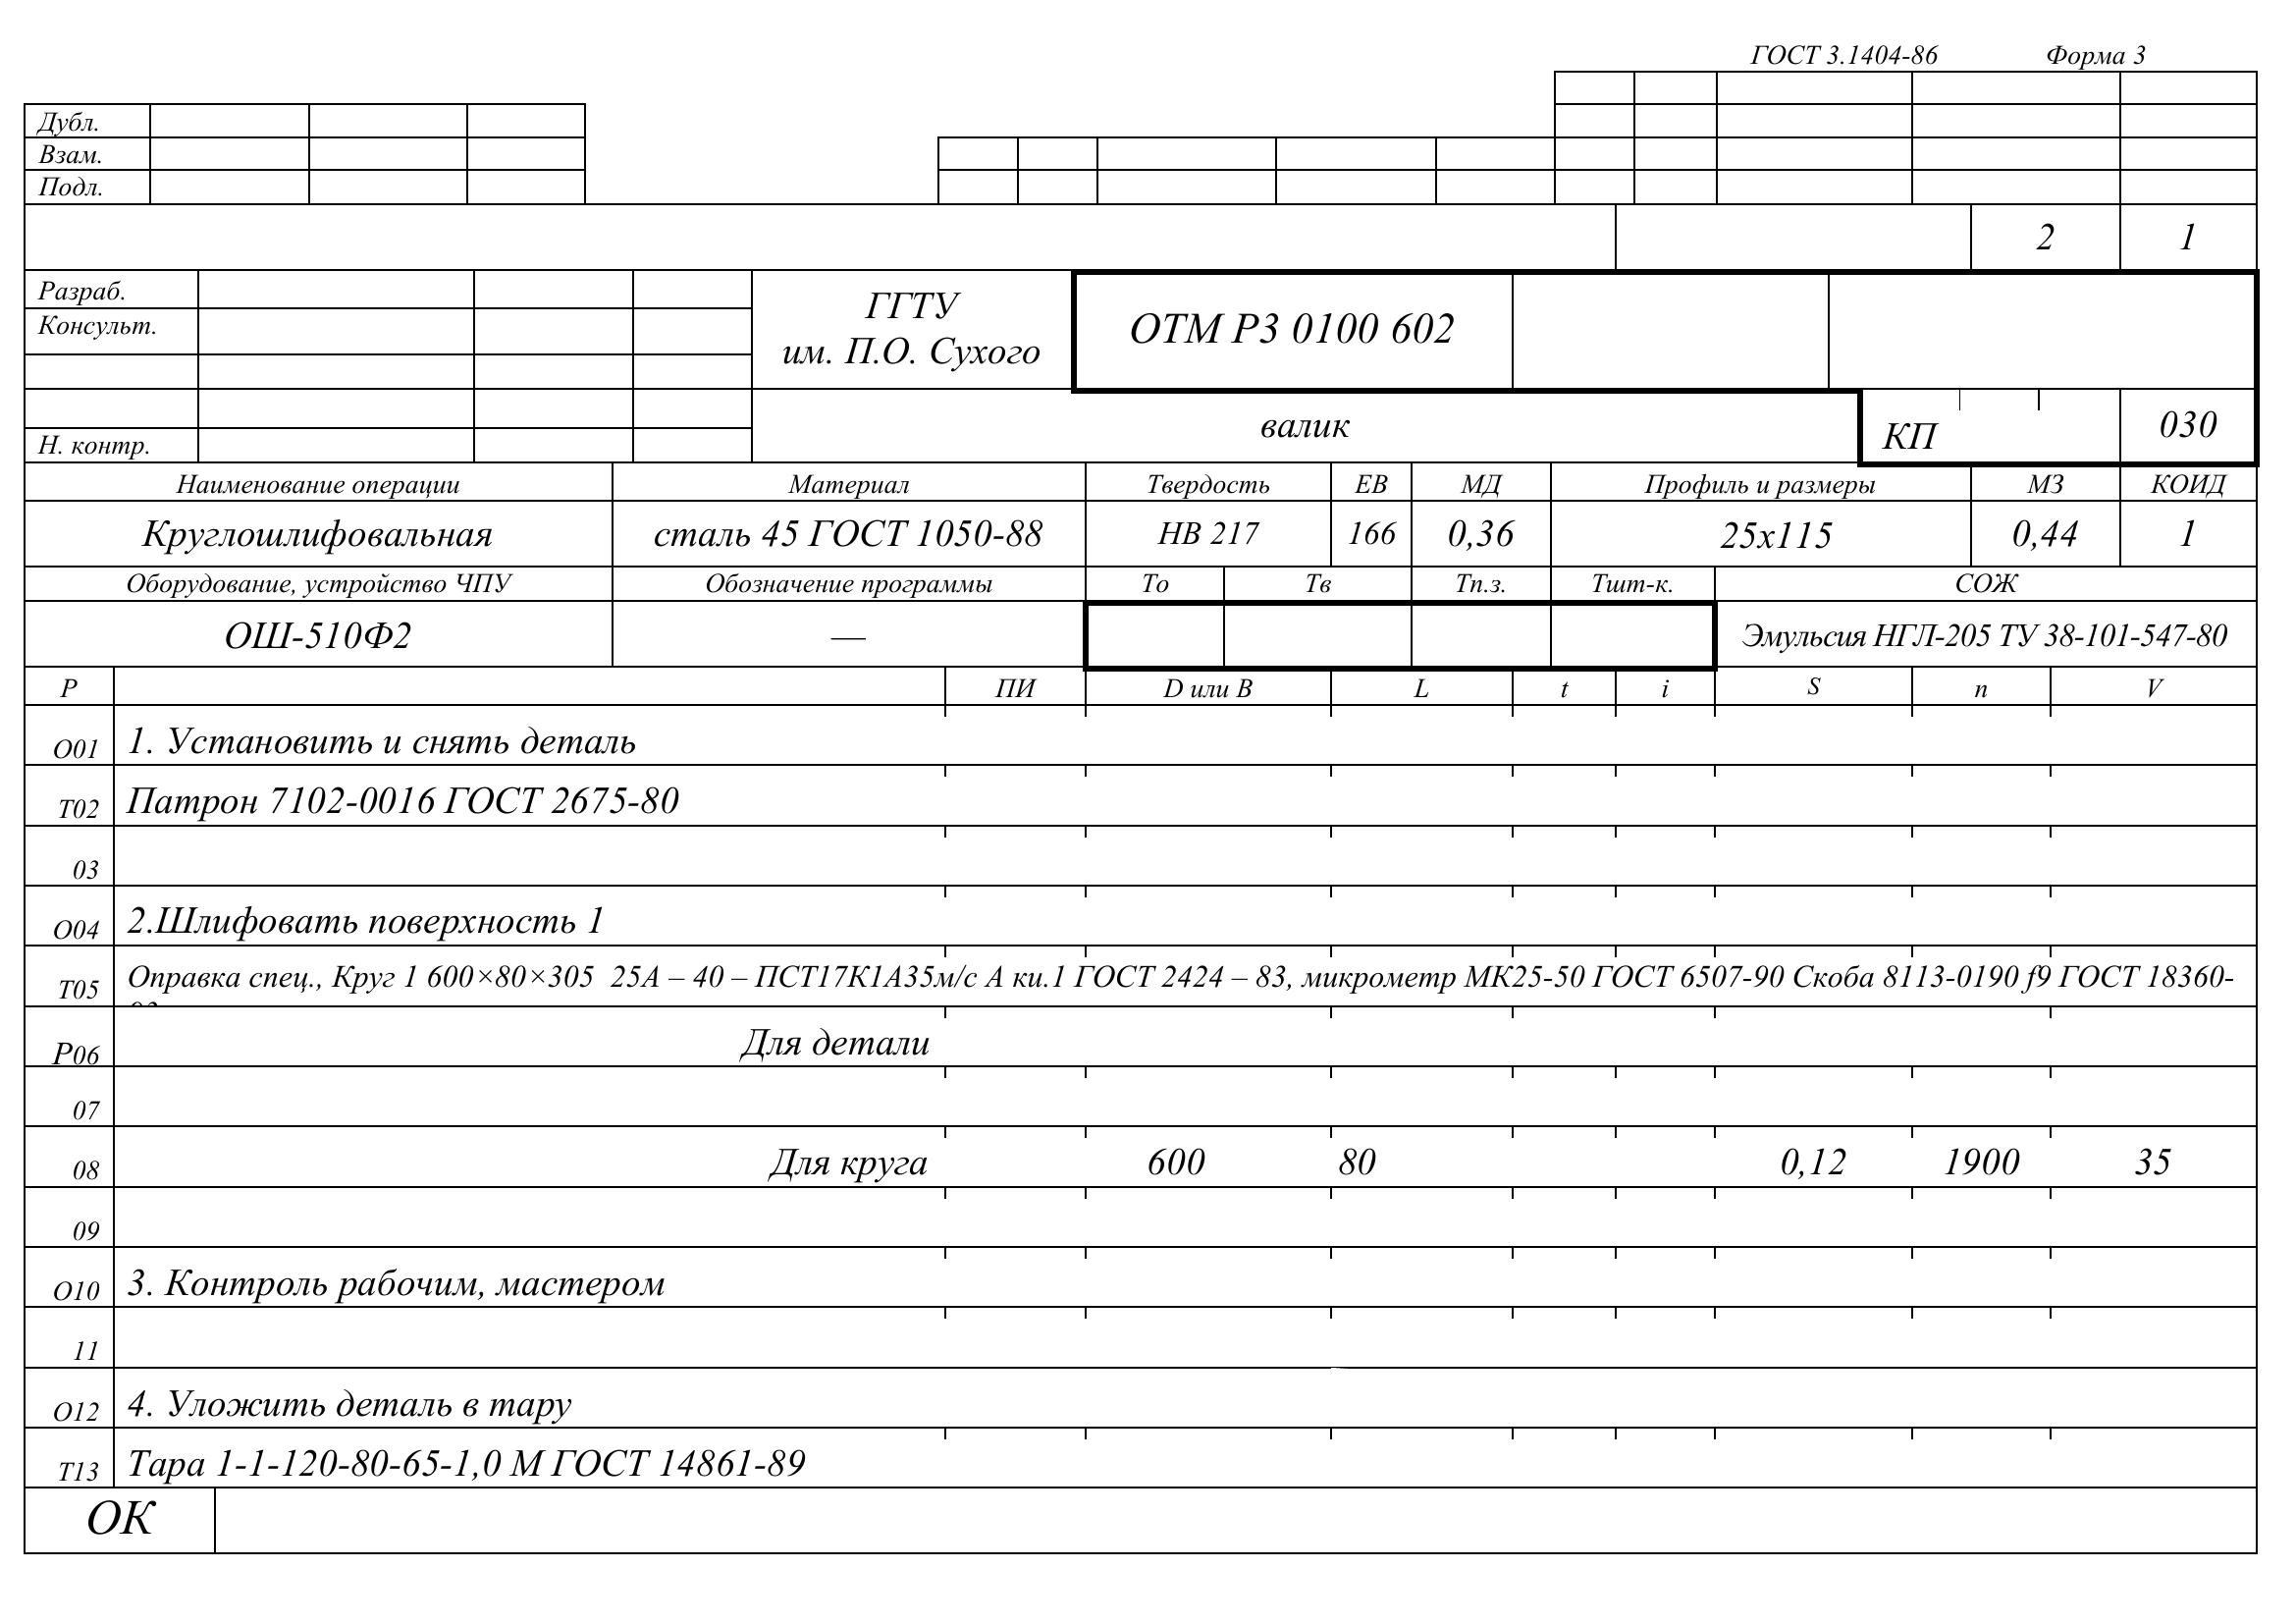 ГОСТ 3.1404-86 Форма 3
Дубл.
Взам.
Подл.
2 1
Разраб.
Консульт.
ГГТУ
им. П.О. Сухого
ОТМ РЗ 0100 602
валик
КП
030
Н. контр.
Наименование операции Материал Твердость ЕВ МД Профиль и размеры МЗ КОИД
Круглошлифовальная сталь 45 ГОСТ 1050-88 НВ 217 166 0,36 25х115 0,44 1
Оборудование, устройство ЧПУ Обозначение программы То Тв Тп.з. Тшт-к. СОЖ
ОШ-510Ф2 — Эмульсия НГЛ-205 ТУ 38-101-547-80
Р ПИ D или В L t i S n V
О01 1. Установить и снять деталь
Т02 Патрон 7102-0016 ГОСТ 2675-80
03
О04 2.Шлифовать поверхность 1
Т05 Оправка спец., Круг 1 600×80×305 25А – 40 – ПСТ17К1А35м/с А ки.1 ГОСТ 2424 – 83, микрометр МК25-50 ГОСТ 6507-90 Скоба 8113-0190 f9 ГОСТ 18360-
Р06 Для детали
07
08 Для круга 600 80 0,12 1900 35
09
О10 3. Контроль рабочим, мастером
11
О12 4. Уложить деталь в тару
Т13 Тара 1-1-120-80-65-1,0 М ГОСТ 14861-89
ОК